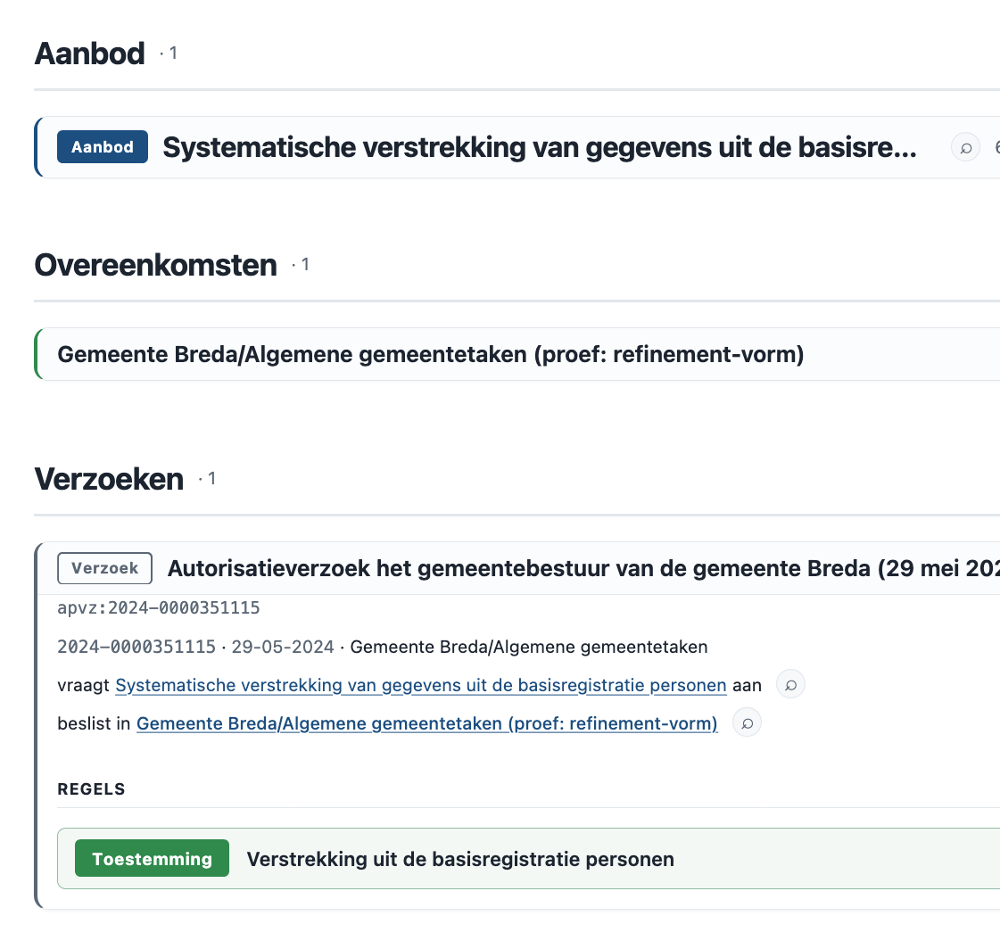 Aanbod · 1
Aanbod Systematische verstrekking van gegevens uit de basisre...
Overeenkomsten · 1
Gemeente Breda/Algemene gemeentetaken (proef: refinement-vorm)
Verzoeken · 1
Verzoek Autorisatieverzoek het gemeentebestuur van de gemeente Breda (29 mei 202
apvz:2024-0000351115
2024-0000351115 · 29-05-2024 · Gemeente Breda/Algemene gemeentetaken
vraagt Systematische verstrekking van gegevens uit de basisregistratie personen aan
beslist in Gemeente Breda/Algemene gemeentetaken (proef: refinement-vorm)
REGELS
Toestemming Verstrekking uit de basisregistratie personen